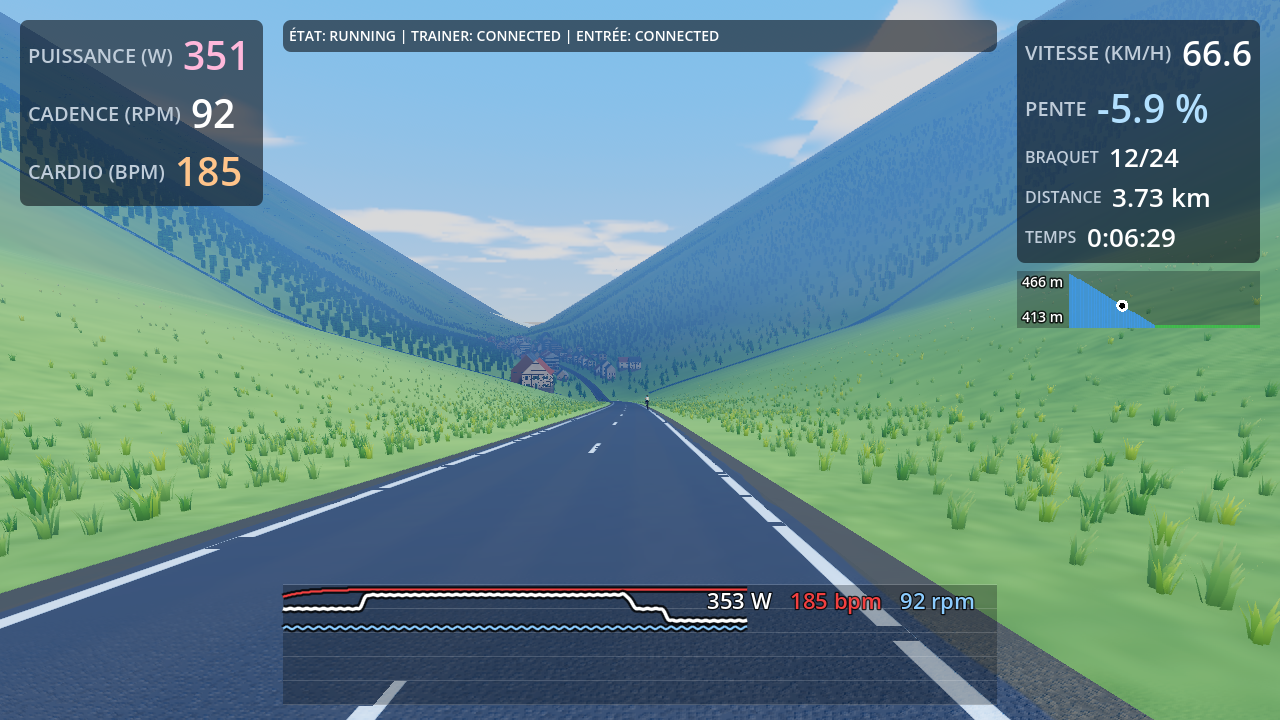 PUISSANCE (W) 351
CADENCE (RPM) 92
CARDIO (BPM) 185
ÉTAT: RUNNING | TRAINER: CONNECTED | ENTRÉE: CONNECTED
VITESSE (KM/H) 66.6
PENTE -5.9 %
BRAQUET 12/24
DISTANCE 3.73 km
TEMPS 0:06:29
466 m
413 m
353 W 185 bpm 92 rpm